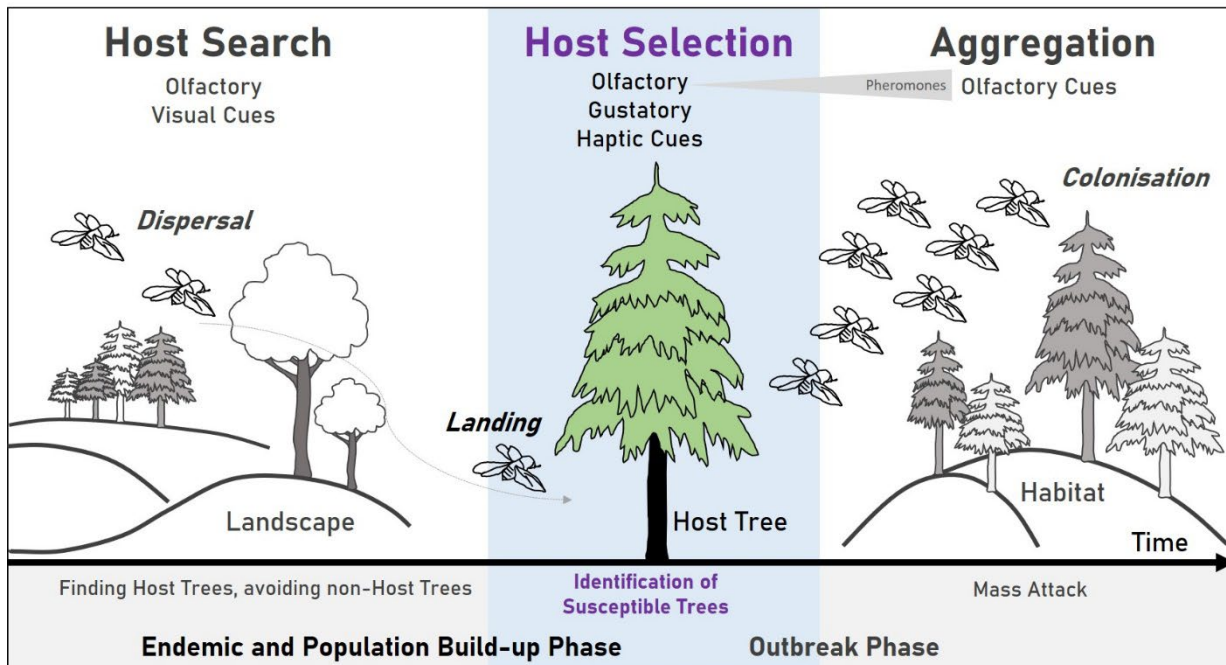 Host Search
Olfactory
Visual Cues
Host Selection
Olfactory
Gustatory
Haptic Cues
Aggregation
Pheromones
Olfactory Cues
Dispersal
Landing
Colonisation
Landscape
Host Tree
Habitat
Time
Finding Host Trees, avoiding non-Host Trees
Identification of
Susceptible Trees
Mass Attack
Endemic and Population Build-up Phase
Outbreak Phase